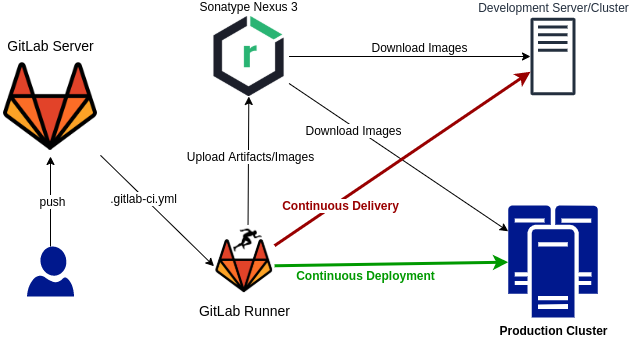 Sonatype Nexus 3
Development Server/Cluster
GitLab Server
r
Download Images
Download Images
Upload Artifacts/Images
push
.gitlab-ci.yml
Continuous Delivery
Continuous Deployment
GitLab Runner
Production Cluster